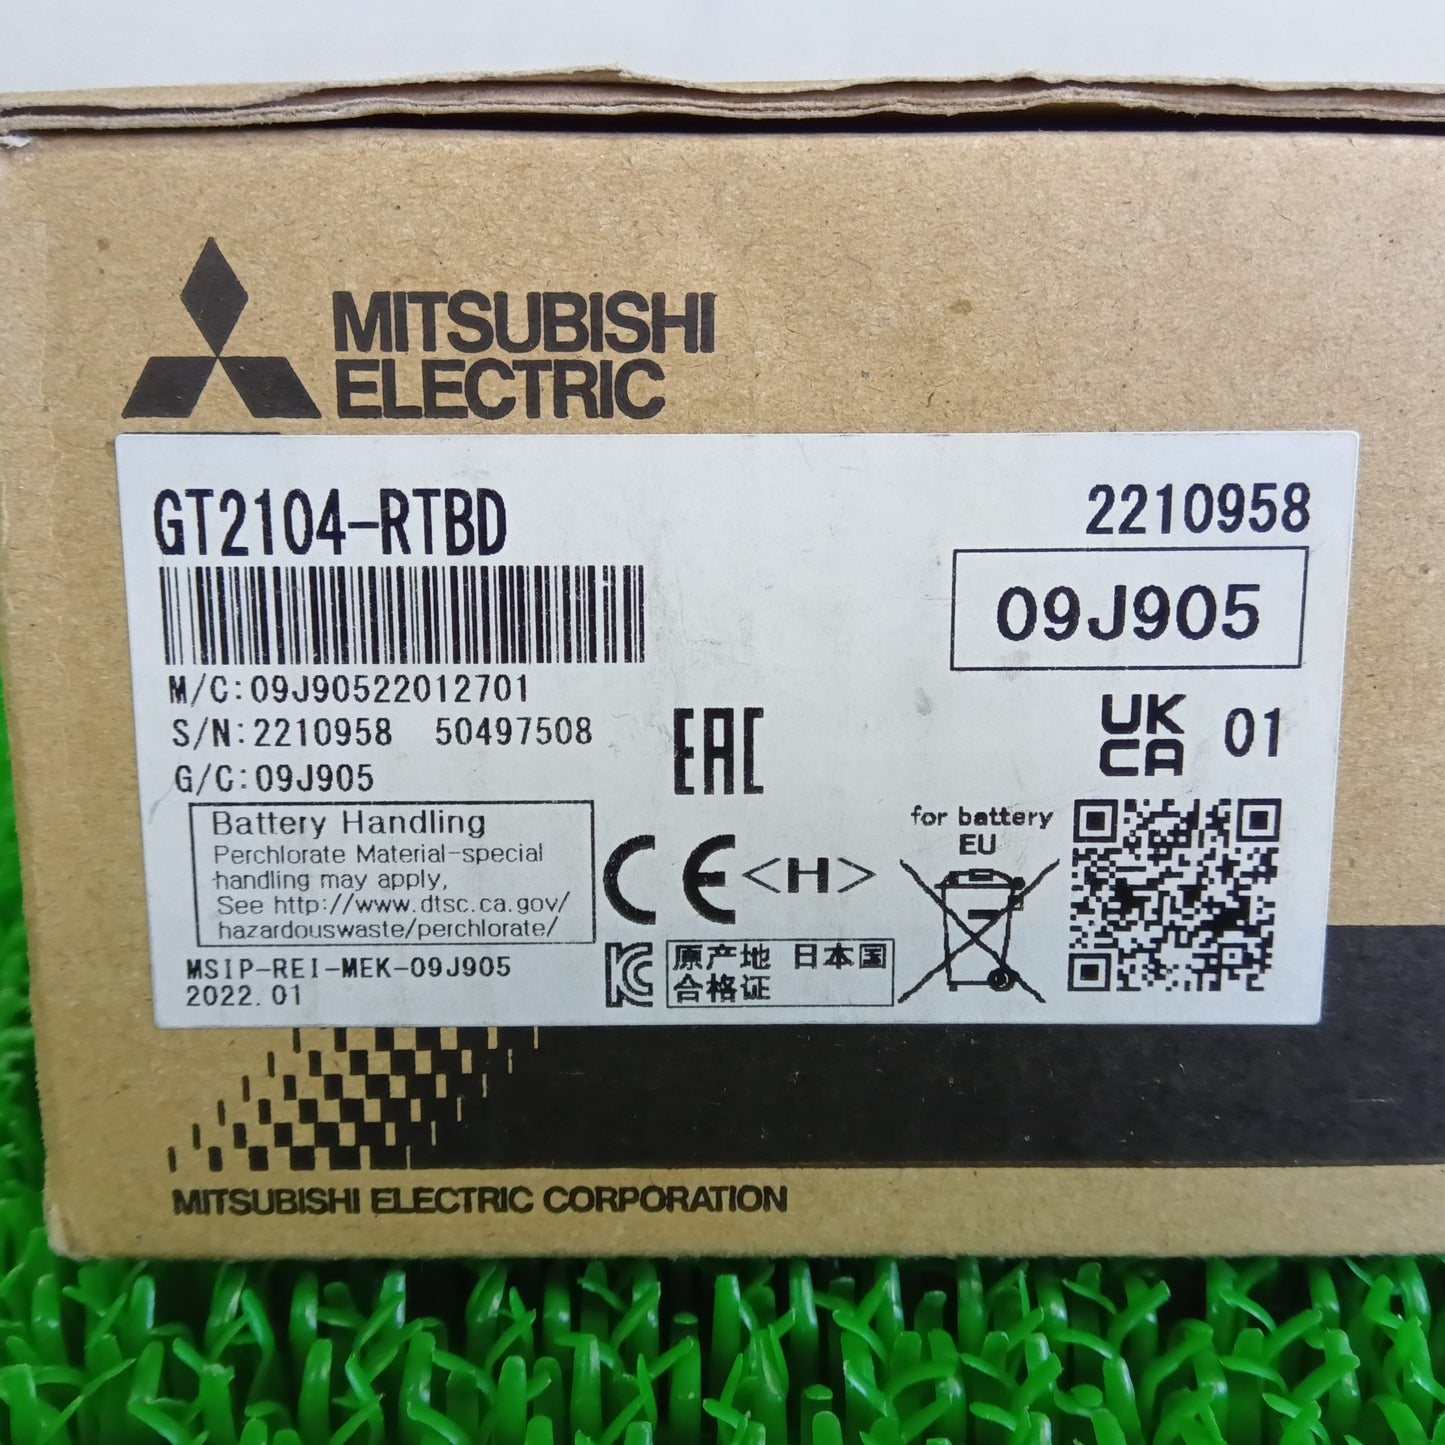 MITSUBISHI
ELECTRIC
GT2104-RTBD
2210958
09J905
M/C:09J90522012701
S/N:2210958 50497508
G/C:09J905
EAC
UK
CA
01
Battery Handling
Perchlorate Material-special
handling may apply,
See http://www.dtsc.ca.gov/
hazardouswaste/perchlorate/
CE <H>
for battery
EU
MSIP-REI-MEK-09J905
2022.01
KC
原产地 日本国
合格证
MITSUBISHI ELECTRIC CORPORATION